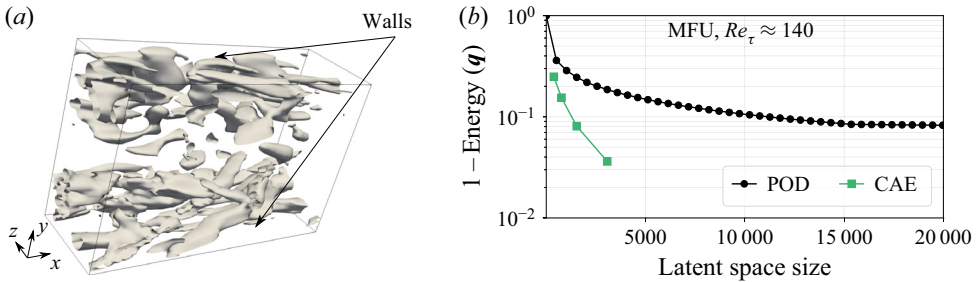 (a)
Walls
z
y
x
(b)
MFU, Re_τ ≈ 140
10^0
10^−1
10^−2
1 – Energy (q)
POD
CAE
5000
10 000
15 000
20 000
Latent space size